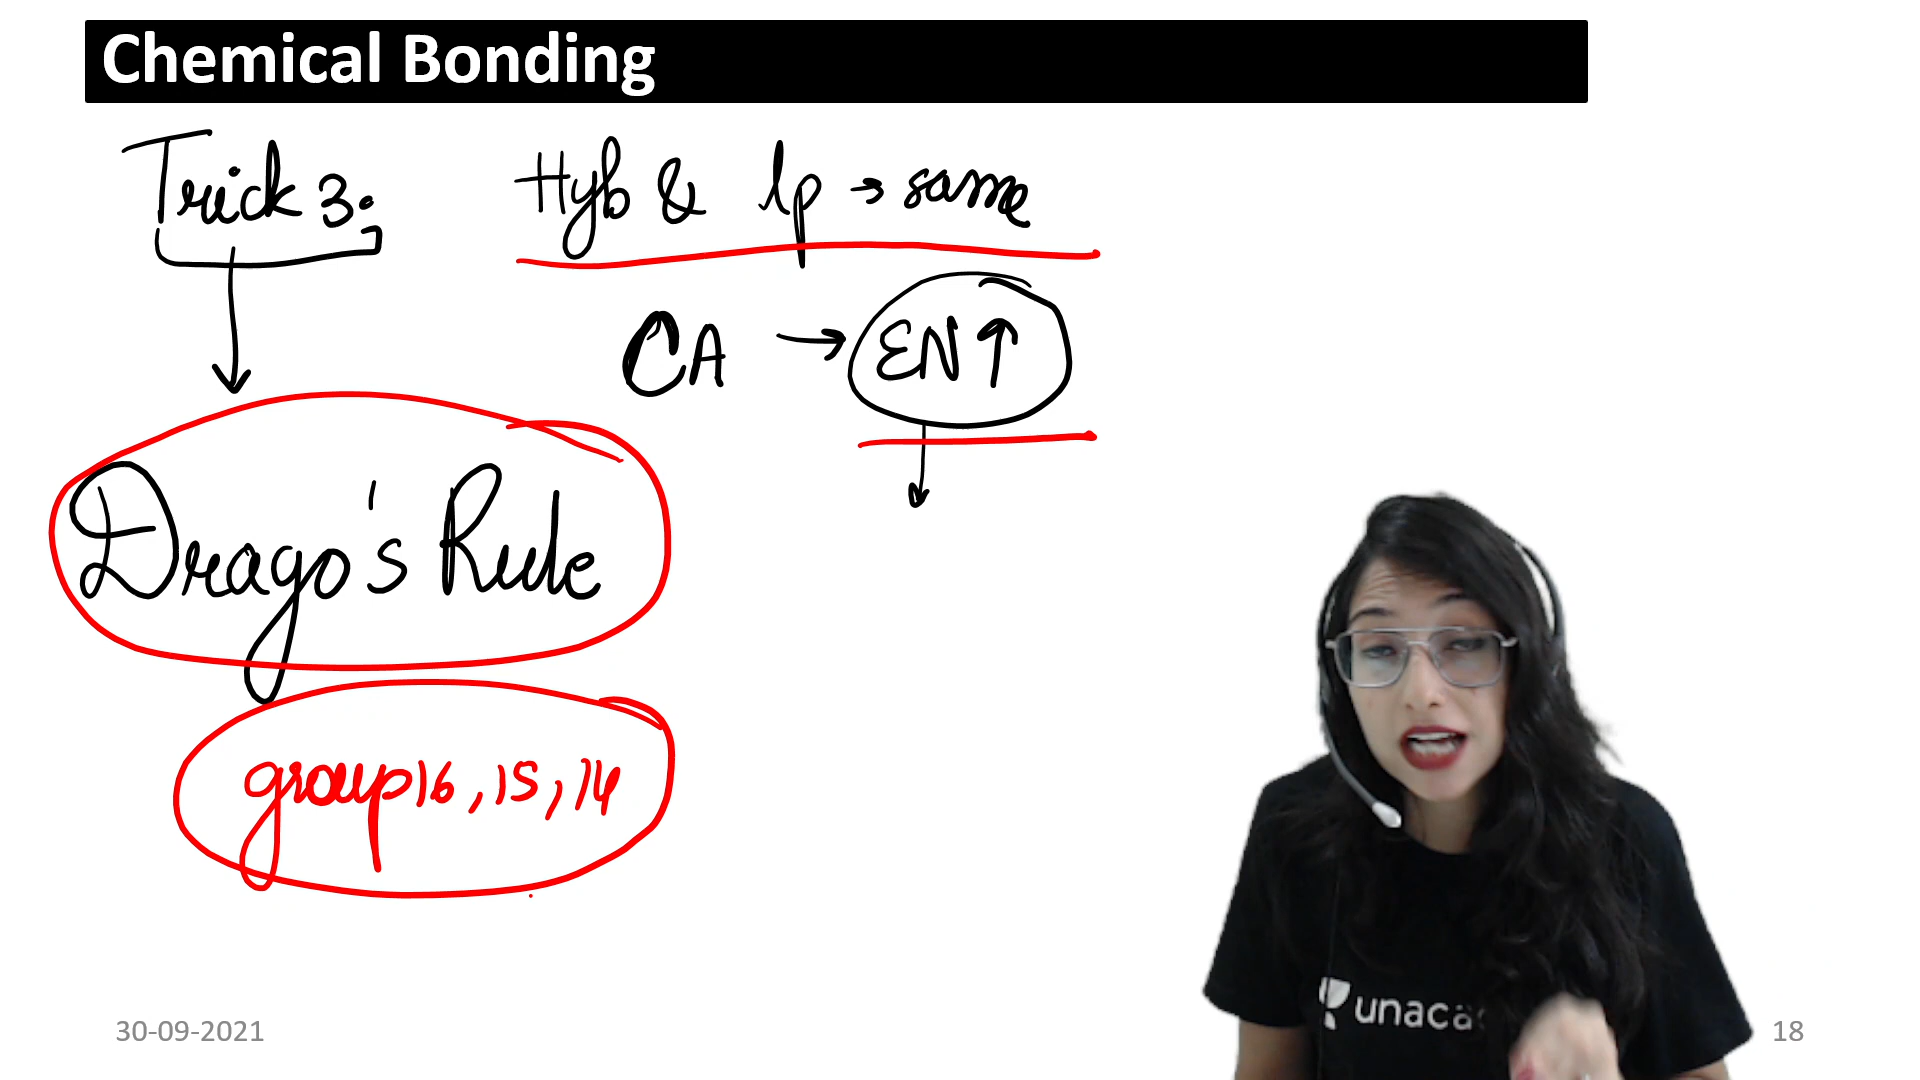 Chemical Bonding
Trick 3: Hyb & lp → same
CA → EN↑
Drago's Rule
group 16, 15, 14
unaca
30-09-2021
18